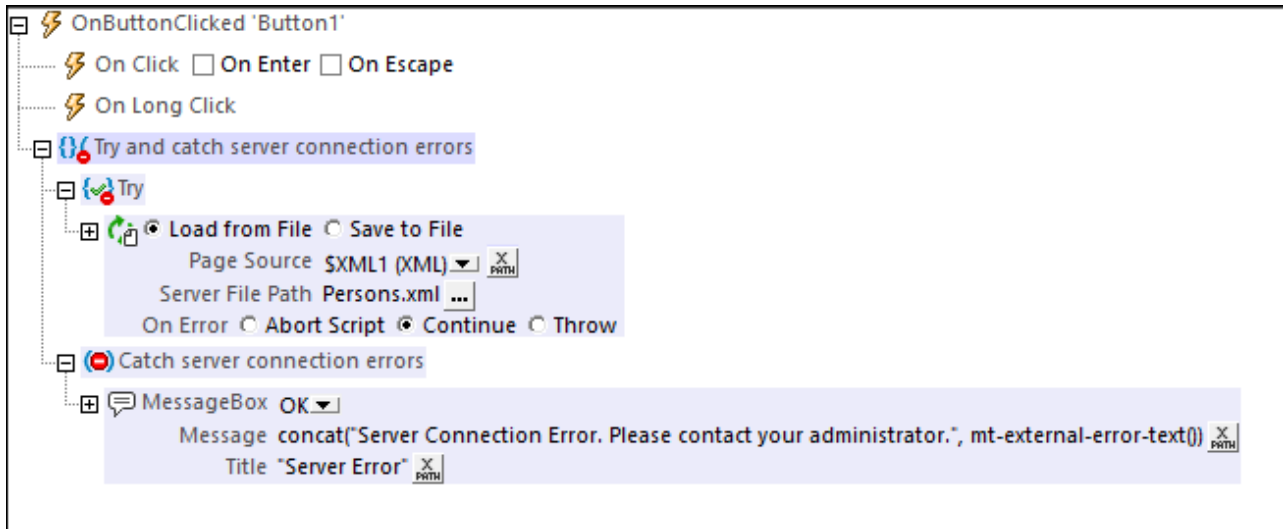 OnButtonClicked 'Button1'
On Click On Enter On Escape
On Long Click
Try and catch server connection errors
Try
Load from File Save to File
Page Source $XML1 (XML) X PATH
Server File Path Persons.xml ...
On Error Abort Script Continue Throw
Catch server connection errors
MessageBox OK
Message concat("Server Connection Error. Please contact your administrator.", mt-external-error-text()) X PATH
Title "Server Error" X PATH